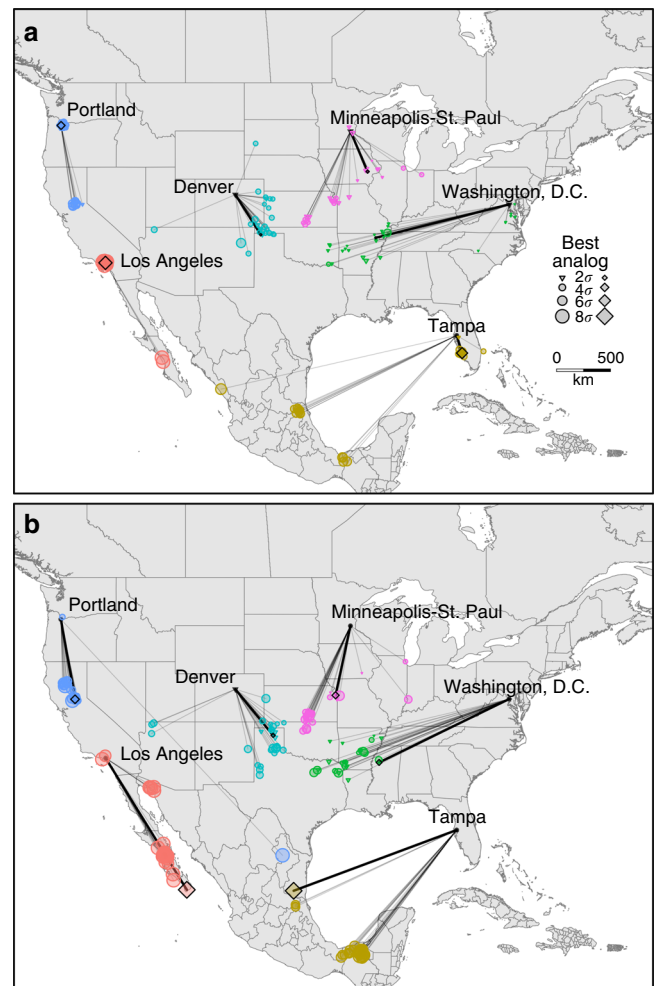 a
Portland
Minneapolis-St. Paul
Denver
Washington, D.C.
Los Angeles
Best
analog
2σ
4σ
6σ
8σ
Tampa
0 500
km
b
Portland
Minneapolis-St. Paul
Denver
Washington, D.C.
Los Angeles
Tampa